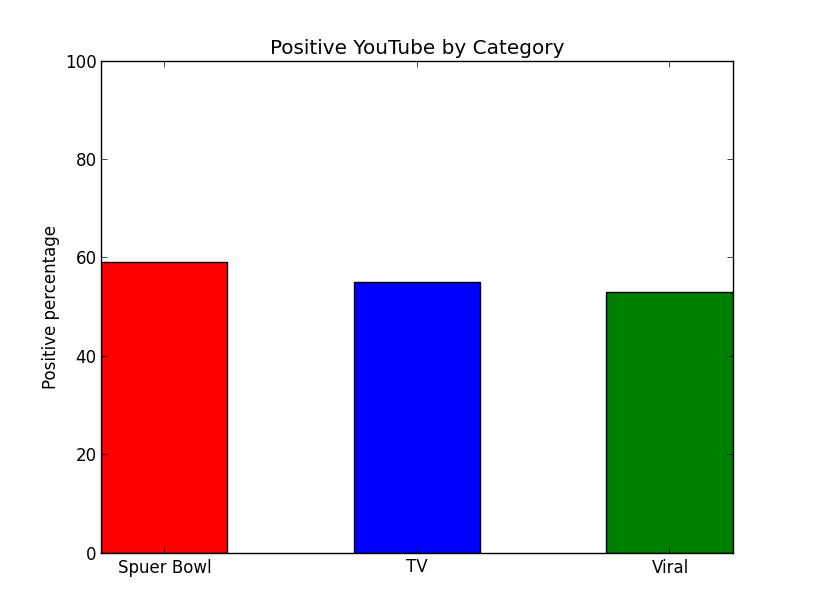 Positive YouTube by Category
100
80
60
40
20
0
Positive percentage
Spuer Bowl
TV
Viral